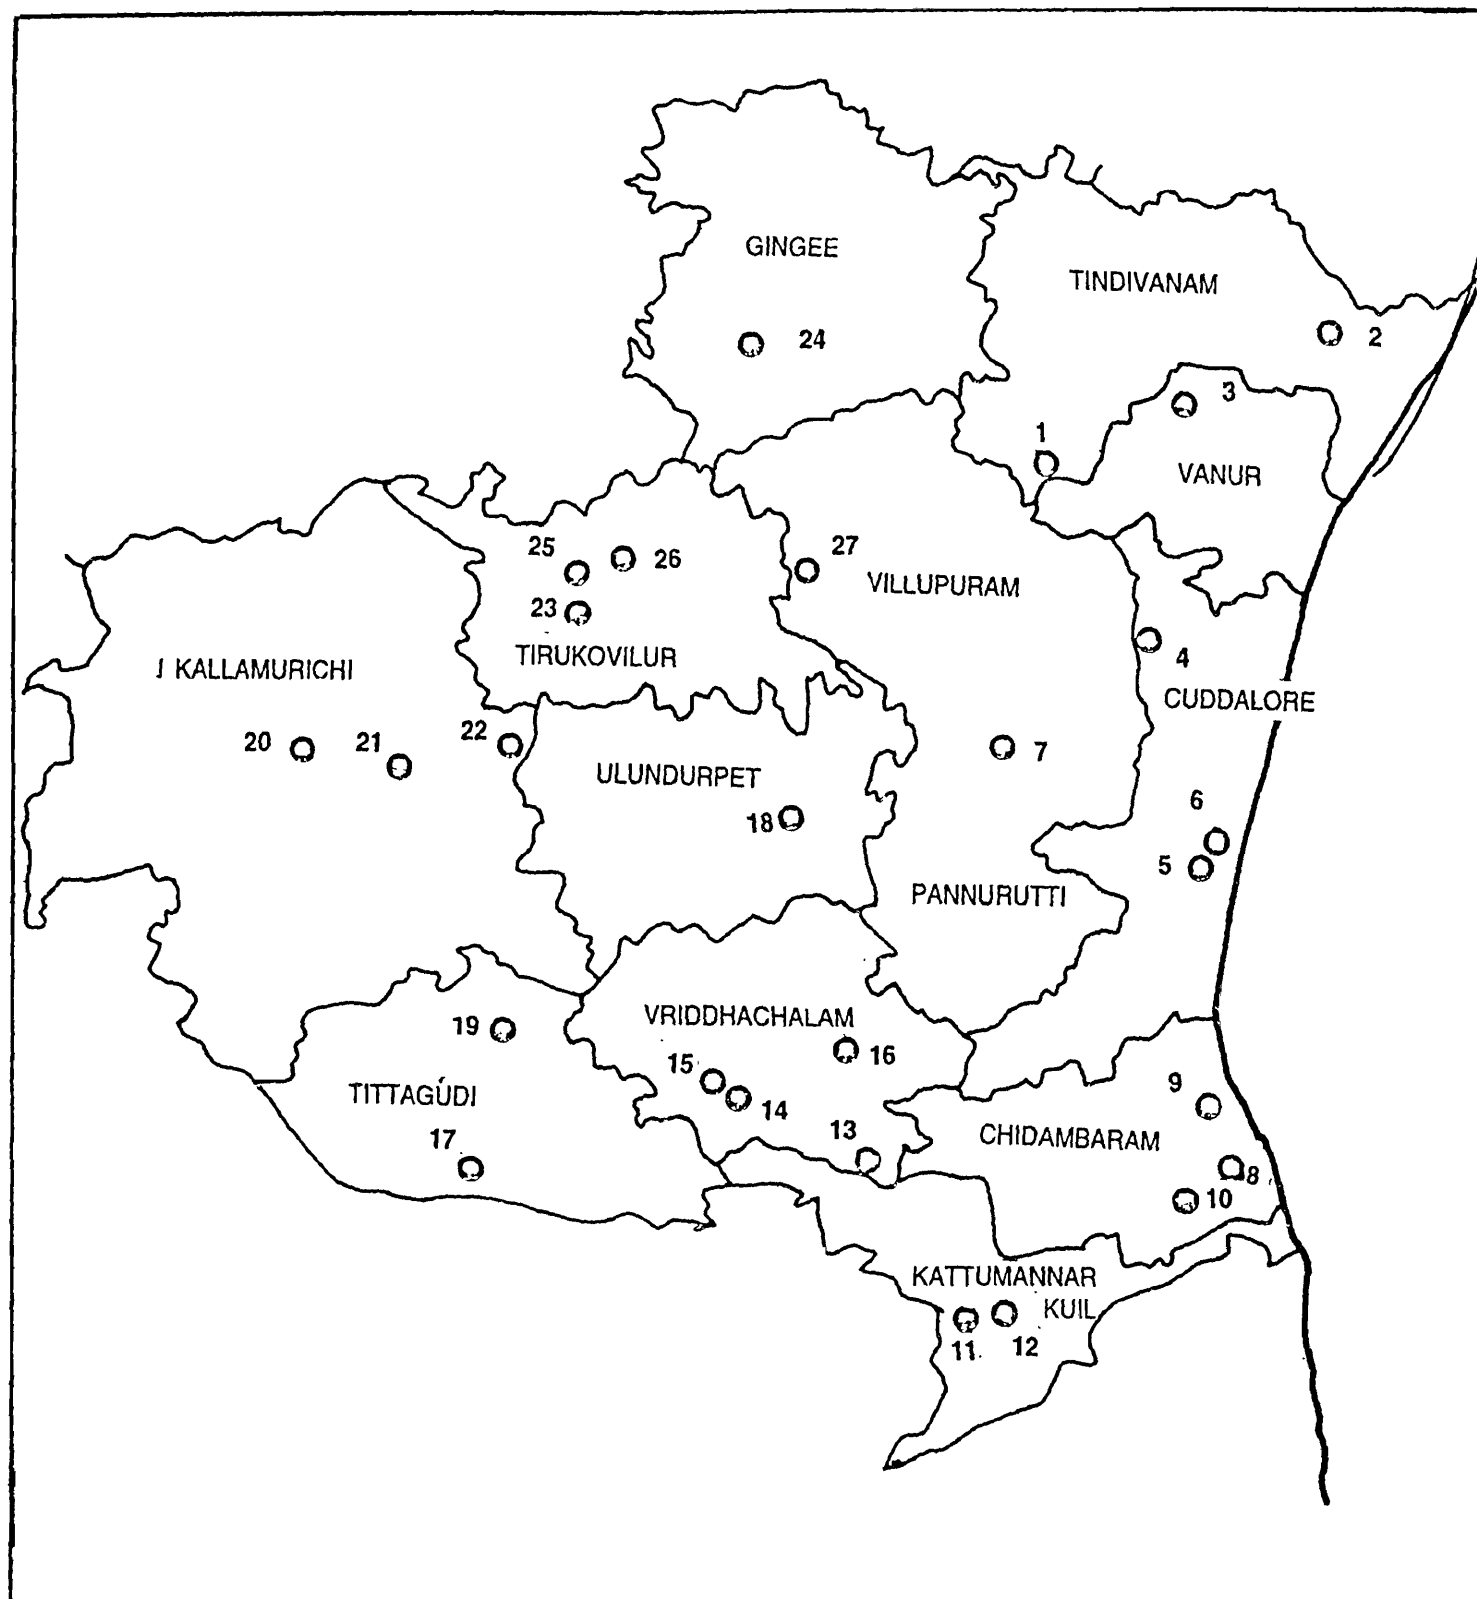 GINGEE
TINDIVANAM
24
2
3
1
VANUR
25
26
27
VILLUPURAM
23
TIRUKOVILUR
4
J KALLAMURICHI
CUDDALORE
20
21
22
7
ULUNDURPET
6
18
5
PANNURUTTI
VRIDDHACHALAM
19
16
15
9
TITTAGÚDI
14
17
13
CHIDAMBARAM
8
10
KATTUMANNAR
KUIL
11
12